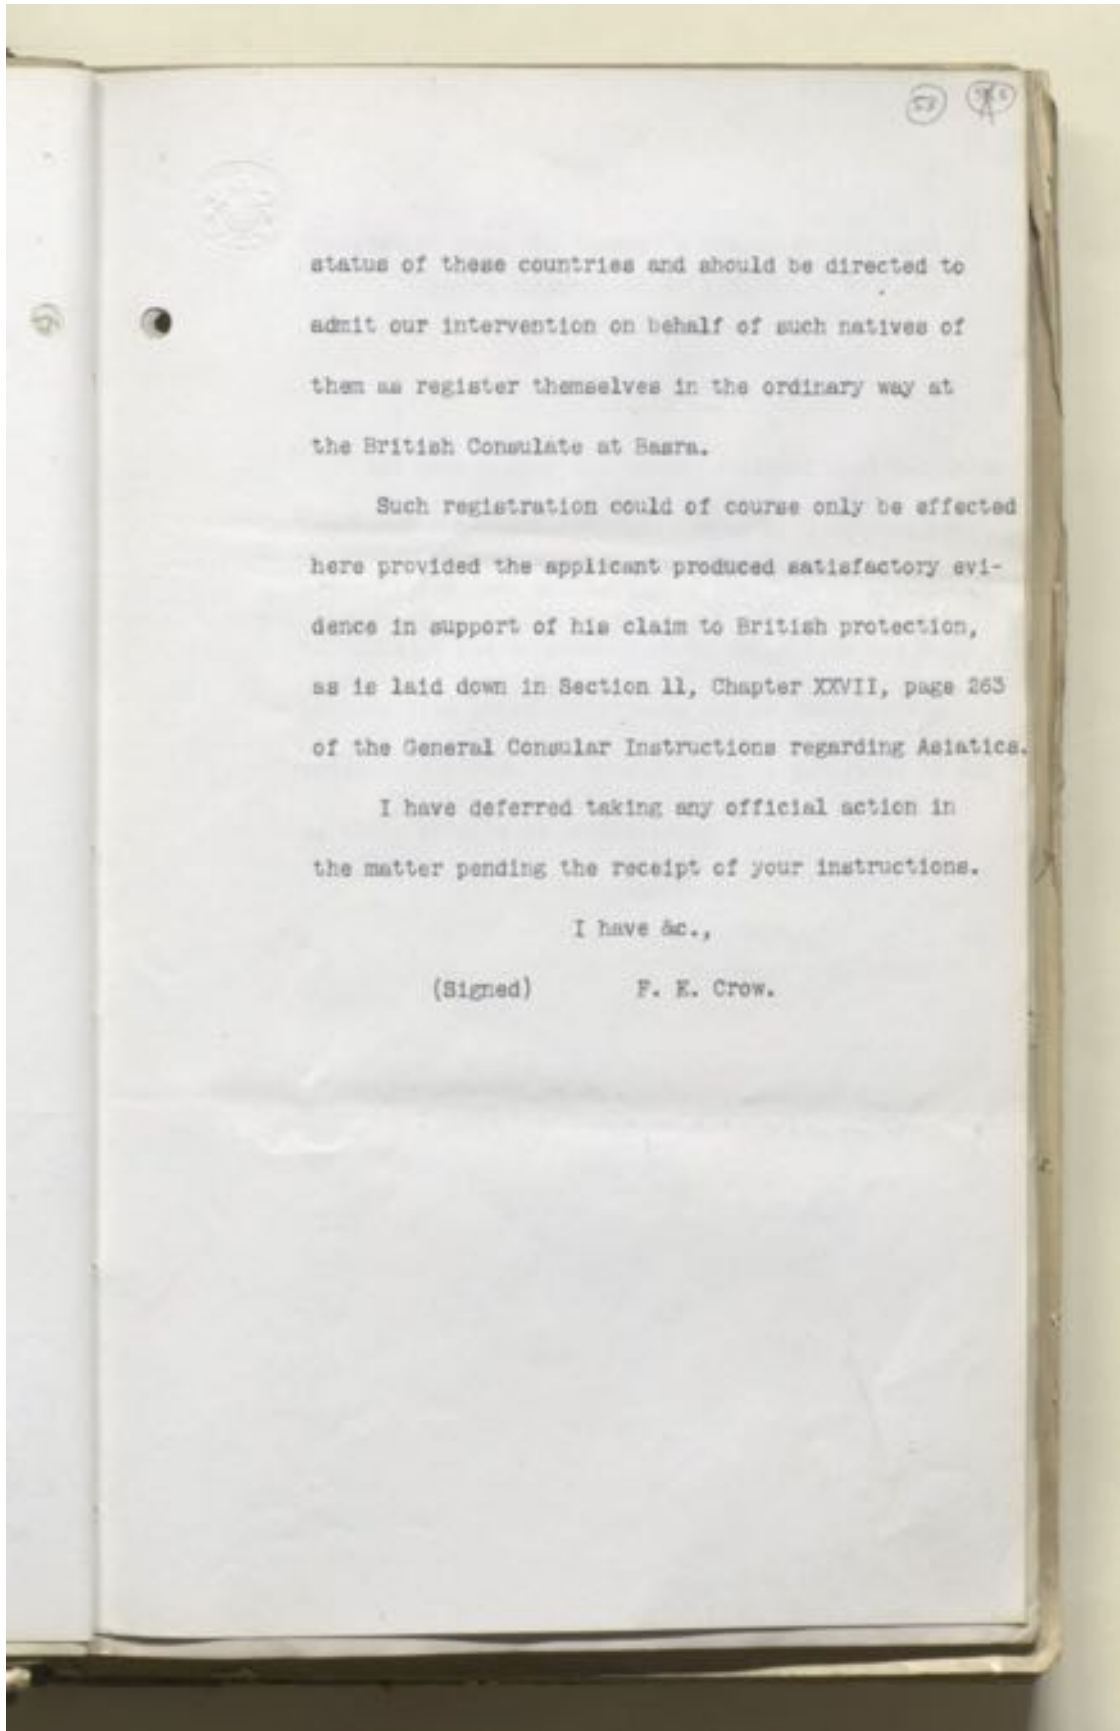 53
status of these countries and should be directed to
admit our intervention on behalf of such natives of
them as register themselves in the ordinary way at
the British Consulate at Basra.
Such registration could of course only be effected
here provided the applicant produced satisfactory evi-
dence in support of his claim to British protection,
as is laid down in Section 11, Chapter XXVII, page 263
of the General Consular Instructions regarding Asiatics.
I have deferred taking any official action in
the matter pending the receipt of your instructions.
I have &c.,
(Signed) F. E. Crow.